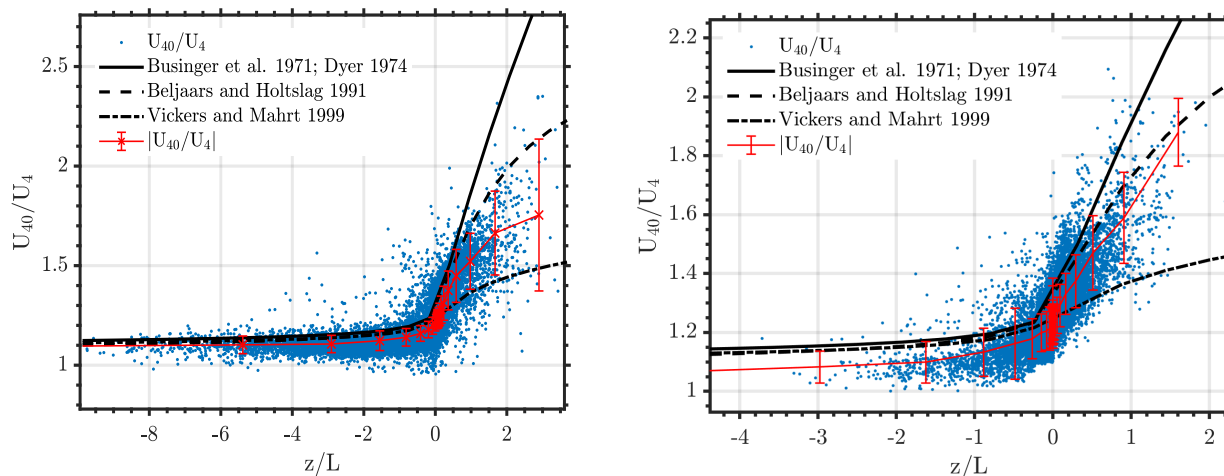 U40/U4
Businger et al. 1971; Dyer 1974
Beljaars and Holtslag 1991
Vickers and Mahrt 1999
|U40/U4|
2.5
2
1.5
1
U40/U4
-8 -6 -4 -2 0 2
z/L
U40/U4
Businger et al. 1971; Dyer 1974
Beljaars and Holtslag 1991
Vickers and Mahrt 1999
|U40/U4|
2.2
2
1.8
1.6
1.4
1.2
1
U40/U4
-4 -3 -2 -1 0 1 2
z/L